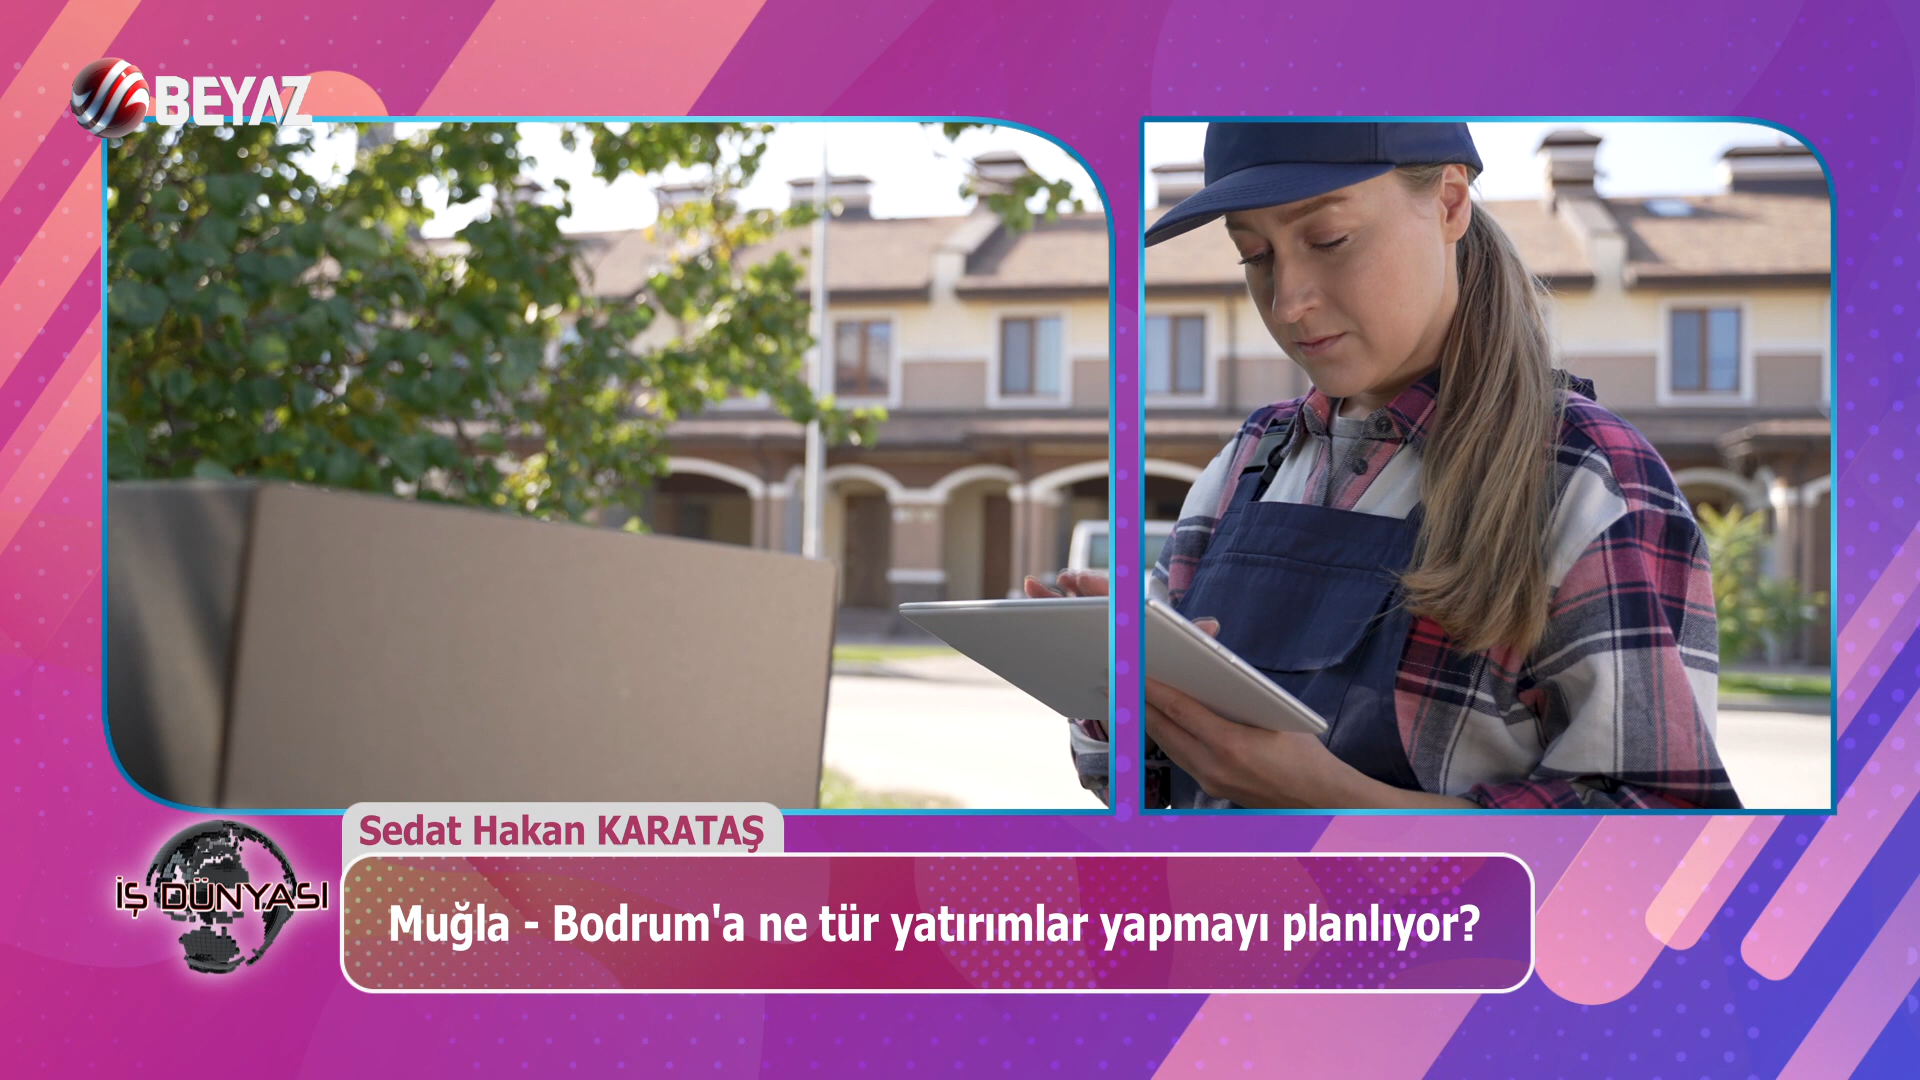 BEYAZ
Sedat Hakan KARATAŞ
İŞ DÜNYASI
Muğla - Bodrum'a ne tür yatırımlar yapmayı planlıyor?